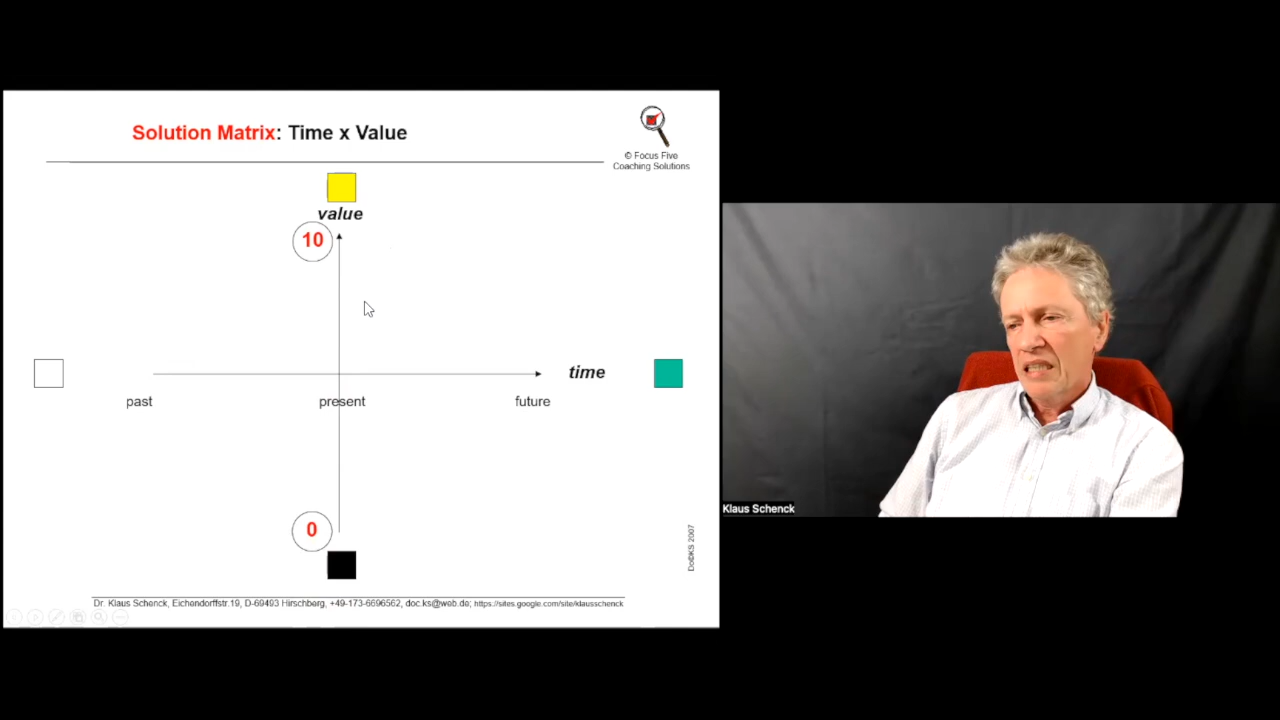 Solution Matrix: Time x Value
© Focus Five
Coaching Solutions
value
10
time
past
present
future
0
DoDKS 2007
Dr. Klaus Schenck, Eichendorffstr.19, D-69493 Hirschberg, +49-173-6696562, doc.ks@web.de; https://sites.google.com/site/klausschenck
Klaus Schenck